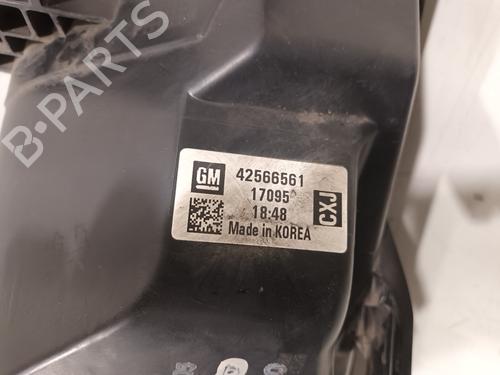 B-PARTS
GM 42566561
17095
18:48
Made in KOREA
CXJ